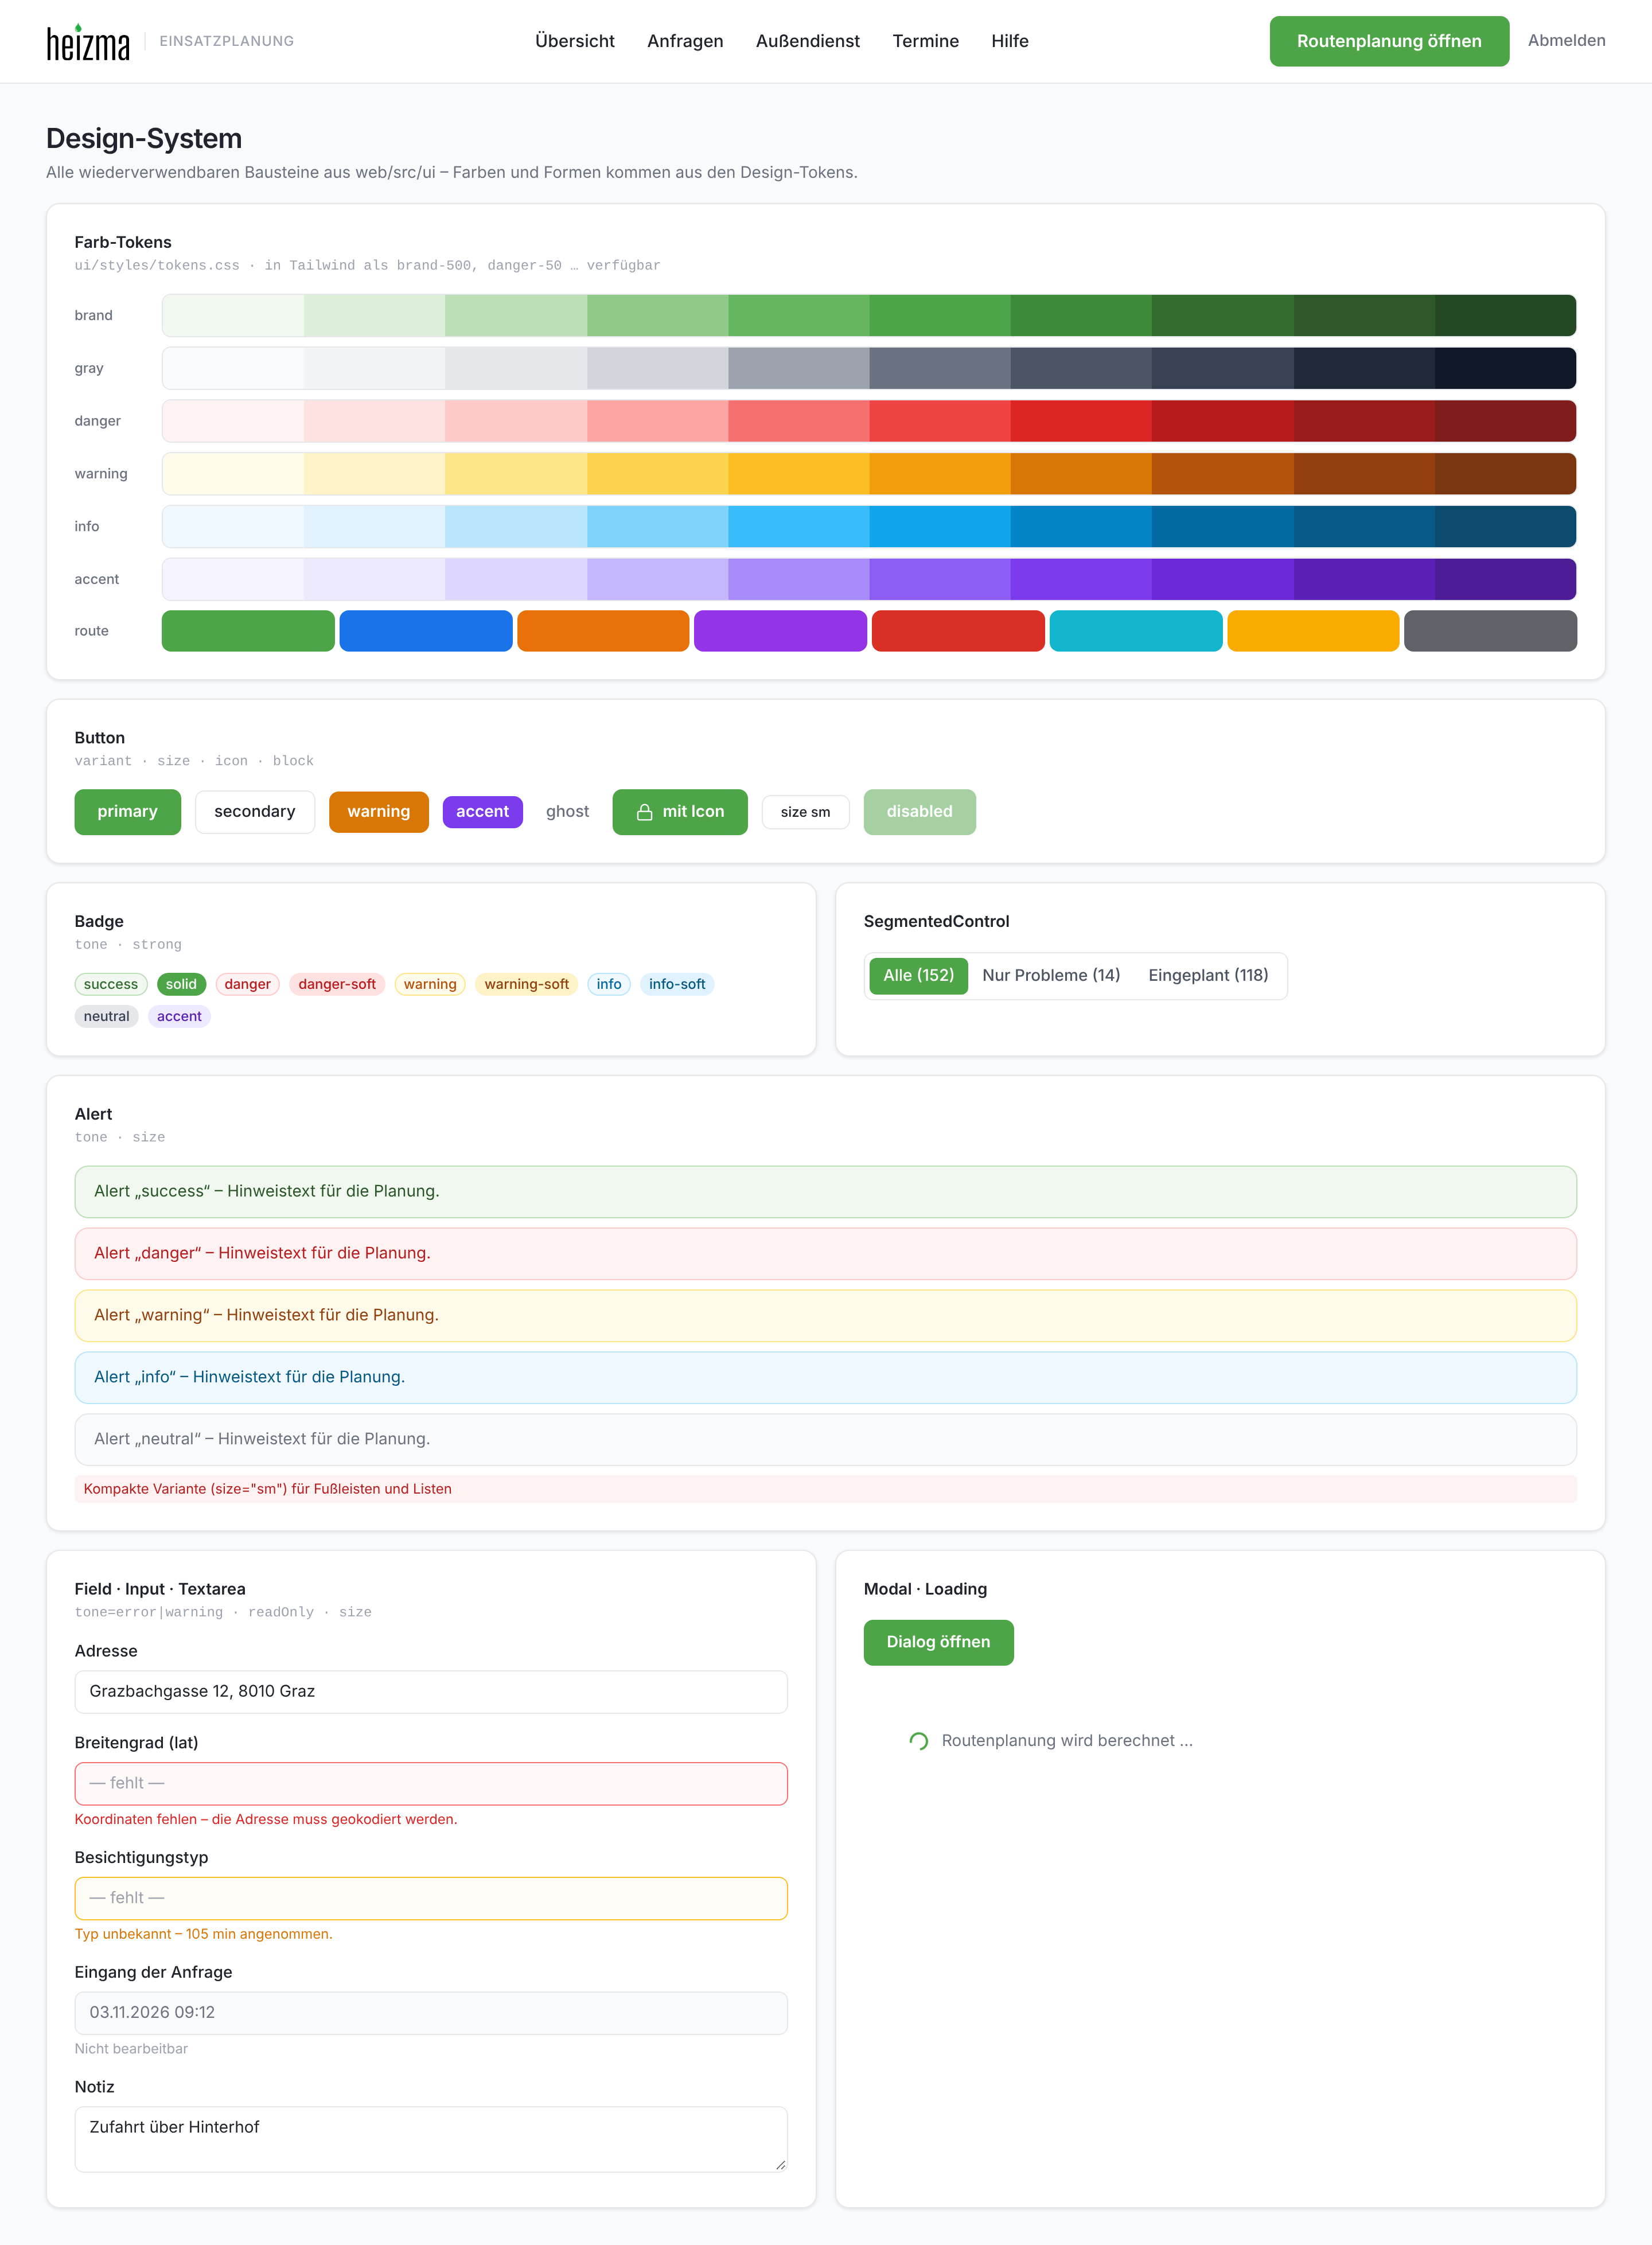 heizma EINSATZPLANUNG Übersicht Anfragen Außendienst Termine Hilfe Routenplanung öffnen Abmelden
Design-System
Alle wiederverwendbaren Bausteine aus web/src/ui – Farben und Formen kommen aus den Design-Tokens.
Farb-Tokens
ui/styles/tokens.css · in Tailwind als brand-500, danger-50 … verfügbar
brand
gray
danger
warning
info
accent
route
Button
variant · size · icon · block
primary secondary warning accent ghost mit Icon size sm disabled
Badge
tone · strong
success solid danger danger-soft warning warning-soft info info-soft
neutral accent
SegmentedControl
Alle (152) Nur Probleme (14) Eingeplant (118)
Alert
tone · size
Alert „success“ – Hinweistext für die Planung.
Alert „danger“ – Hinweistext für die Planung.
Alert „warning“ – Hinweistext für die Planung.
Alert „info“ – Hinweistext für die Planung.
Alert „neutral“ – Hinweistext für die Planung.
Kompakte Variante (size="sm") für Fußleisten und Listen
Field · Input · Textarea
tone=error|warning · readOnly · size
Adresse
Grazbachgasse 12, 8010 Graz
Breitengrad (lat)
— fehlt —
Koordinaten fehlen – die Adresse muss geokodiert werden.
Besichtigungstyp
— fehlt —
Typ unbekannt – 105 min angenommen.
Eingang der Anfrage
03.11.2026 09:12
Nicht bearbeitbar
Notiz
Zufahrt über Hinterhof
Modal · Loading
Dialog öffnen
Routenplanung wird berechnet …